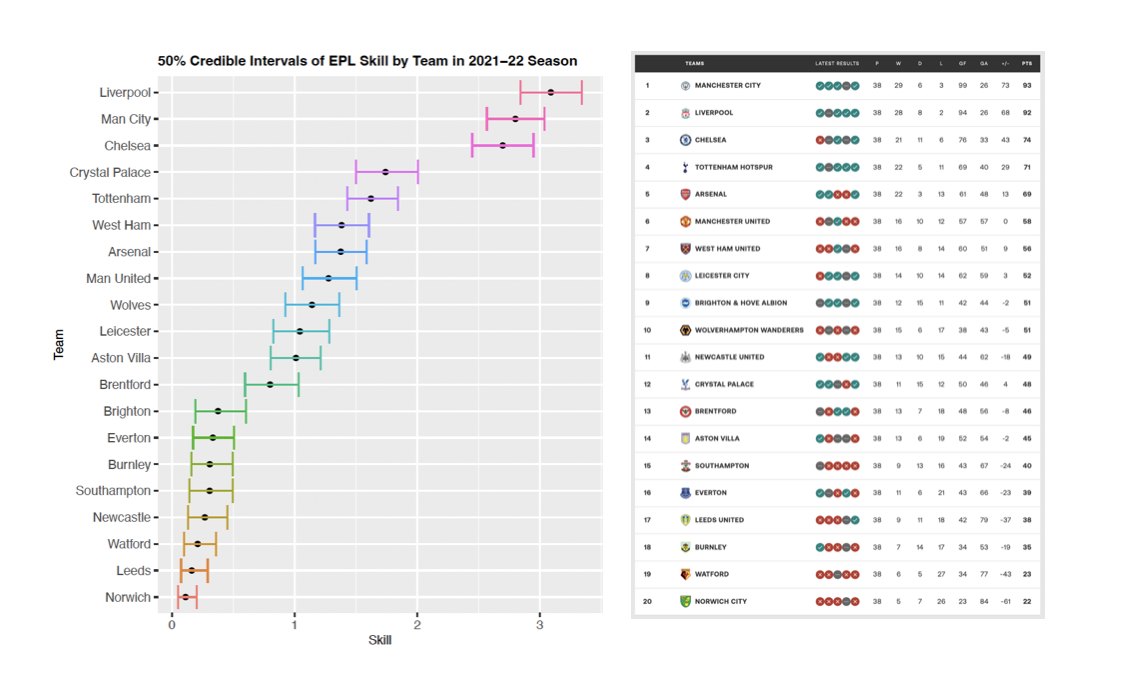 50% Credible Intervals of EPL Skill by Team in 2021–22 Season
Team
Liverpool
Man City
Chelsea
Crystal Palace
Tottenham
West Ham
Arsenal
Man United
Wolves
Leicester
Aston Villa
Brentford
Brighton
Everton
Burnley
Southampton
Newcastle
Watford
Leeds
Norwich
0 1 2 3
Skill
TEAMS LATEST RESULTS P W D L GF GA +/- PTS
1 MANCHESTER CITY 38 29 6 3 99 26 73 93
2 LIVERPOOL 38 28 8 2 94 26 68 92
3 CHELSEA 38 21 11 6 76 33 43 74
4 TOTTENHAM HOTSPUR 38 22 5 11 69 40 29 71
5 ARSENAL 38 22 3 13 61 48 13 69
6 MANCHESTER UNITED 38 16 10 12 57 57 0 58
7 WEST HAM UNITED 38 16 8 14 60 51 9 56
8 LEICESTER CITY 38 14 10 14 62 59 3 52
9 BRIGHTON & HOVE ALBION 38 12 15 11 42 44 -2 51
10 WOLVERHAMPTON WANDERERS 38 15 6 17 38 43 -5 51
11 NEWCASTLE UNITED 38 13 10 15 44 62 -18 49
12 CRYSTAL PALACE 38 11 15 12 50 46 4 48
13 BRENTFORD 38 13 7 18 48 56 -8 46
14 ASTON VILLA 38 13 6 19 52 54 -2 45
15 SOUTHAMPTON 38 9 13 16 43 67 -24 40
16 EVERTON 38 11 6 21 43 66 -23 39
17 LEEDS UNITED 38 9 11 18 42 79 -37 38
18 BURNLEY 38 7 14 17 34 53 -19 35
19 WATFORD 38 6 5 27 34 77 -43 23
20 NORWICH CITY 38 5 7 26 23 84 -61 22